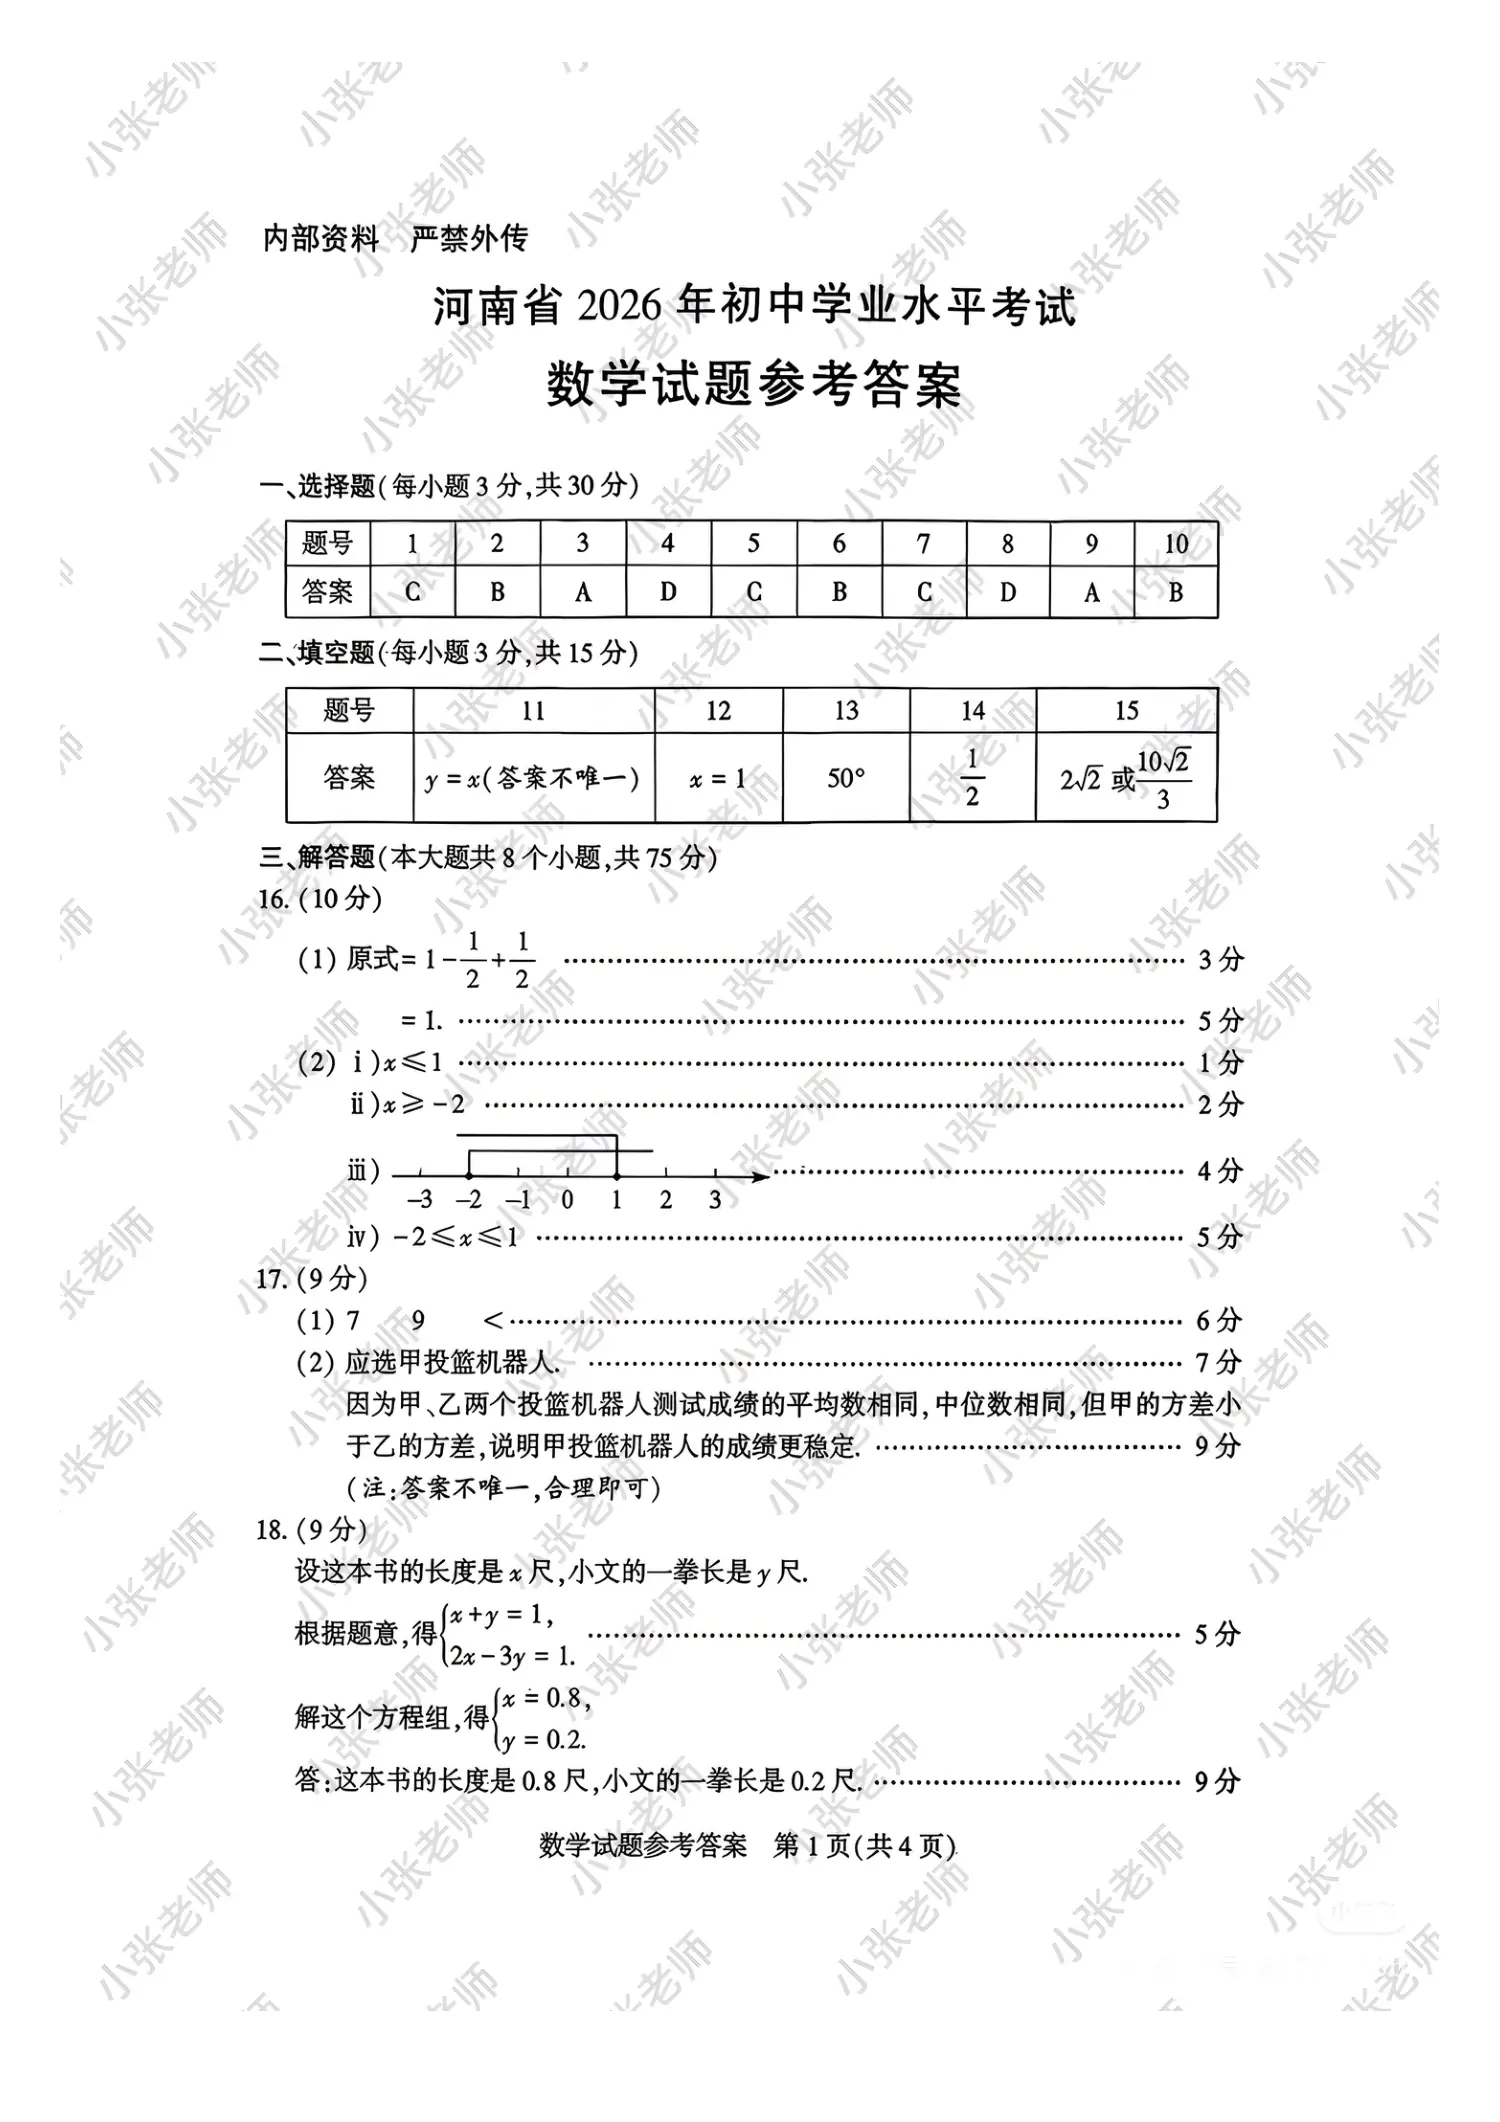 内部资料 严禁外传
河南省 2026 年初中学业水平考试
数学试题参考答案
一、选择题(每小题 3 分,共 30 分)
题号 1 2 3 4 5 6 7 8 9 10
答案 C B A D C B C D A B
二、填空题(每小题 3 分,共 15 分)
题号 11 12 13 14 15
答案 y = x(答案不唯一) x = 1 50° 1/2 2√2 或 10√2/3
三、解答题(本大题共 8 个小题,共 75 分)
16. (10 分)
(1) 原式= 1 - 1/2 + 1/2 ………… 3 分
= 1. ………… 5 分
(2) ⅰ)x ≤ 1 ………… 1 分
ⅱ)x ≥ -2 ………… 2 分
ⅲ) ………… 4 分
-3 -2 -1 0 1 2 3
ⅳ) -2 ≤ x ≤ 1 ………… 5 分
17. (9 分)
(1) 7 9 < ………… 6 分
(2) 应选甲投篮机器人. ………… 7 分
因为甲、乙两个投篮机器人测试成绩的平均数相同,中位数相同,但甲的方差小
于乙的方差,说明甲投篮机器人的成绩更稳定. ………… 9 分
(注:答案不唯一,合理即可)
18. (9 分)
设这本书的长度是 x 尺,小文的一拳长是 y 尺.
根据题意,得{x + y = 1, 2x - 3y = 1. ………… 5 分
解这个方程组,得{x = 0.8, y = 0.2.
答:这本书的长度是 0.8 尺,小文的一拳长是 0.2 尺. ………… 9 分
数学试题参考答案 第 1 页(共 4 页)
小张老师